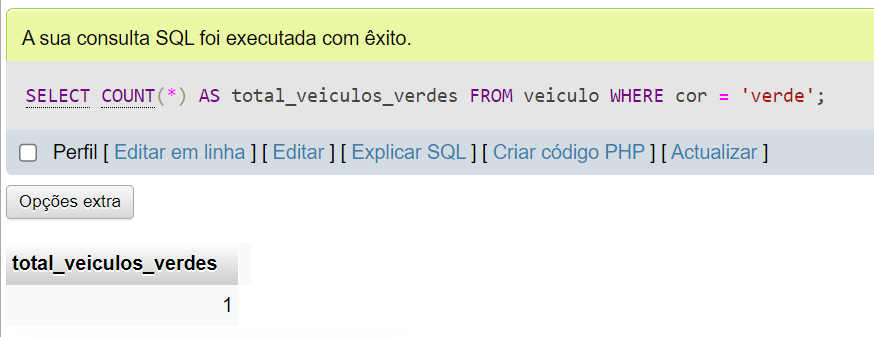 A sua consulta SQL foi executada com êxito.
SELECT COUNT(*) AS total_veiculos_verdes FROM veiculo WHERE cor = 'verde';
Perfil [ Editar em linha ] [ Editar ] [ Explicar SQL ] [ Criar código PHP ] [ Actualizar ]
Opções extra
total_veiculos_verdes
1